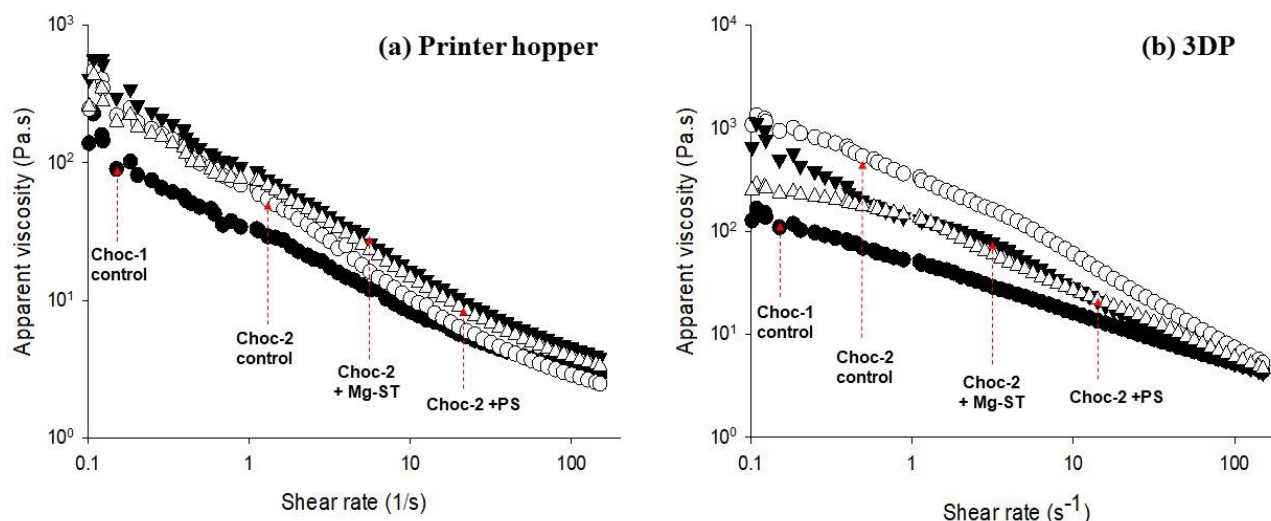 (a) Printer hopper
10³
10²
10¹
10⁰
Apparent viscosity (Pa.s)
Choc-1
control
Choc-2
control
Choc-2
+ Mg-ST
Choc-2 +PS
0.1
1
10
100
Shear rate (1/s)
(b) 3DP
10⁴
10³
10²
10¹
10⁰
Apparent viscosity (Pa.s)
Choc-1
control
Choc-2
control
Choc-2
+ Mg-ST
Choc-2 +PS
0.1
1
10
100
Shear rate (s⁻¹)